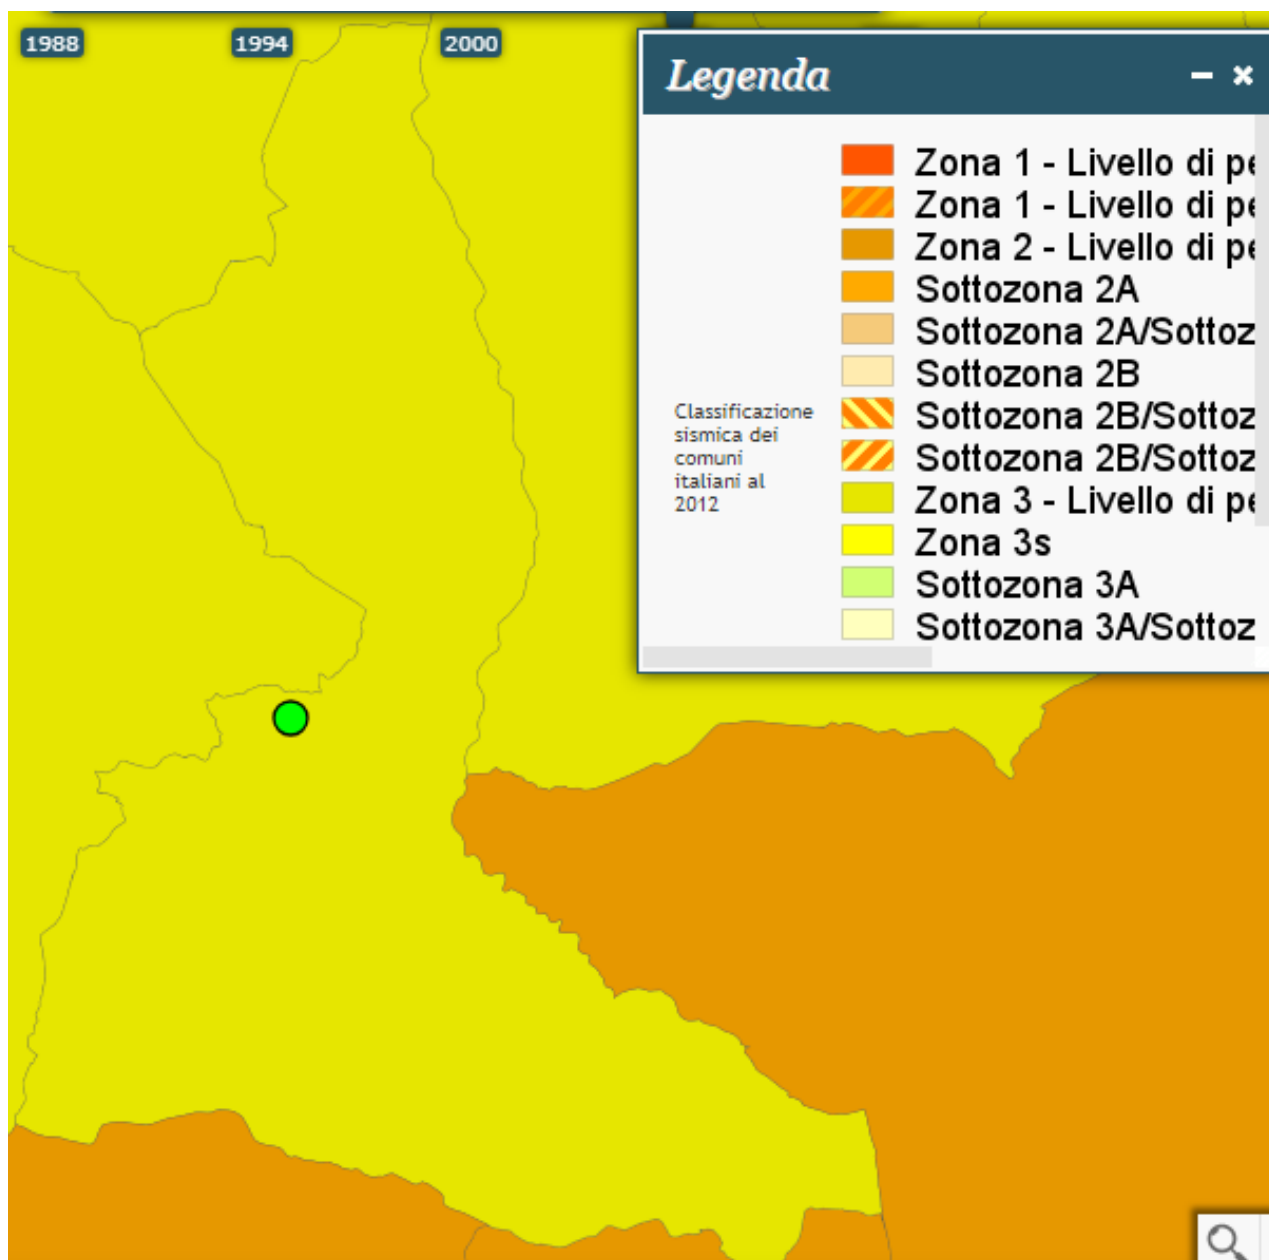 1988
1994
2000
Legenda
Zona 1 - Livello di pe
Zona 1 - Livello di pe
Zona 2 - Livello di pe
Sottozona 2A
Sottozona 2A/Sottoz
Sottozona 2B
Sottozona 2B/Sottoz
Sottozona 2B/Sottoz
Zona 3 - Livello di pe
Zona 3s
Sottozona 3A
Sottozona 3A/Sottoz
Classificazione
sismica dei
comuni
italiani al
2012